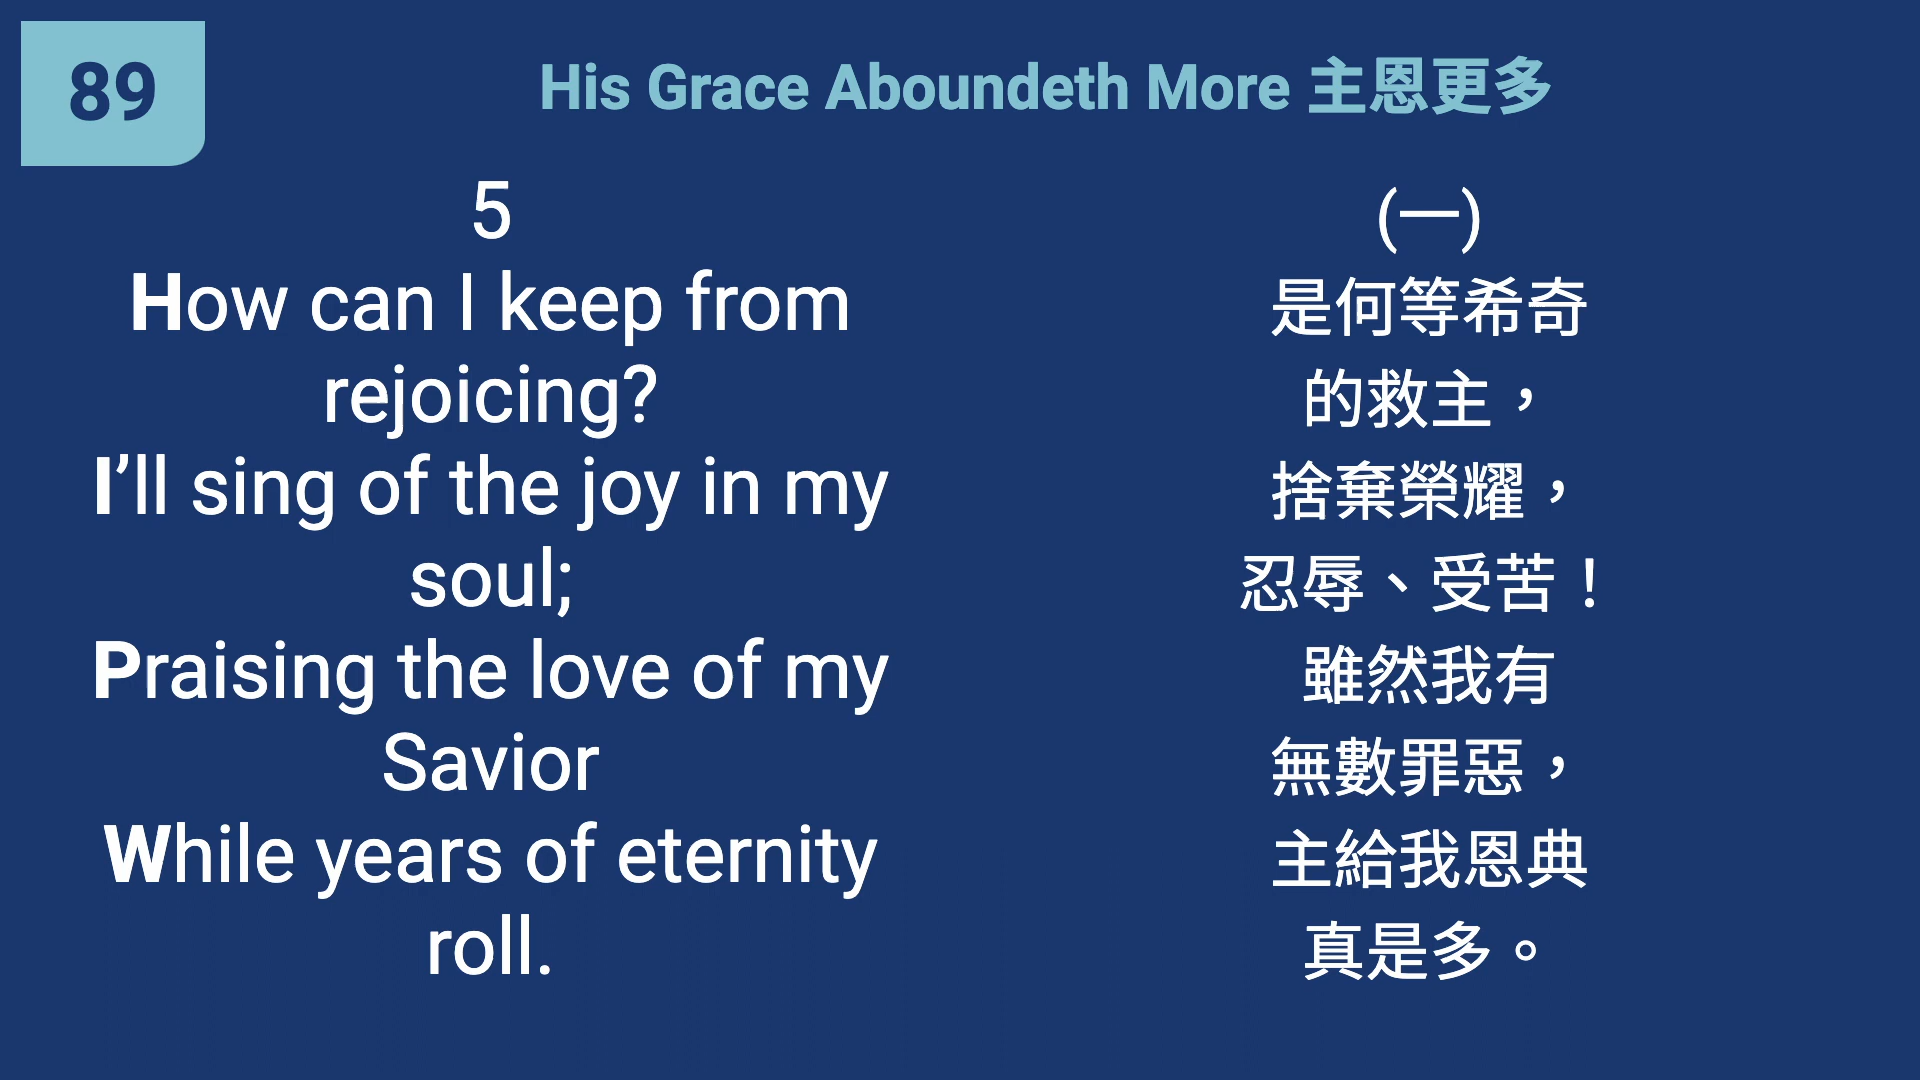 89
His Grace Aboundeth More 主恩更多
5
How can I keep from
rejoicing?
I’ll sing of the joy in my
soul;
Praising the love of my
Savior
While years of eternity
roll.
(一)
是何等希奇
的救主，
捨棄榮耀，
忍辱、受苦！
雖然我有
無數罪惡，
主給我恩典
真是多。